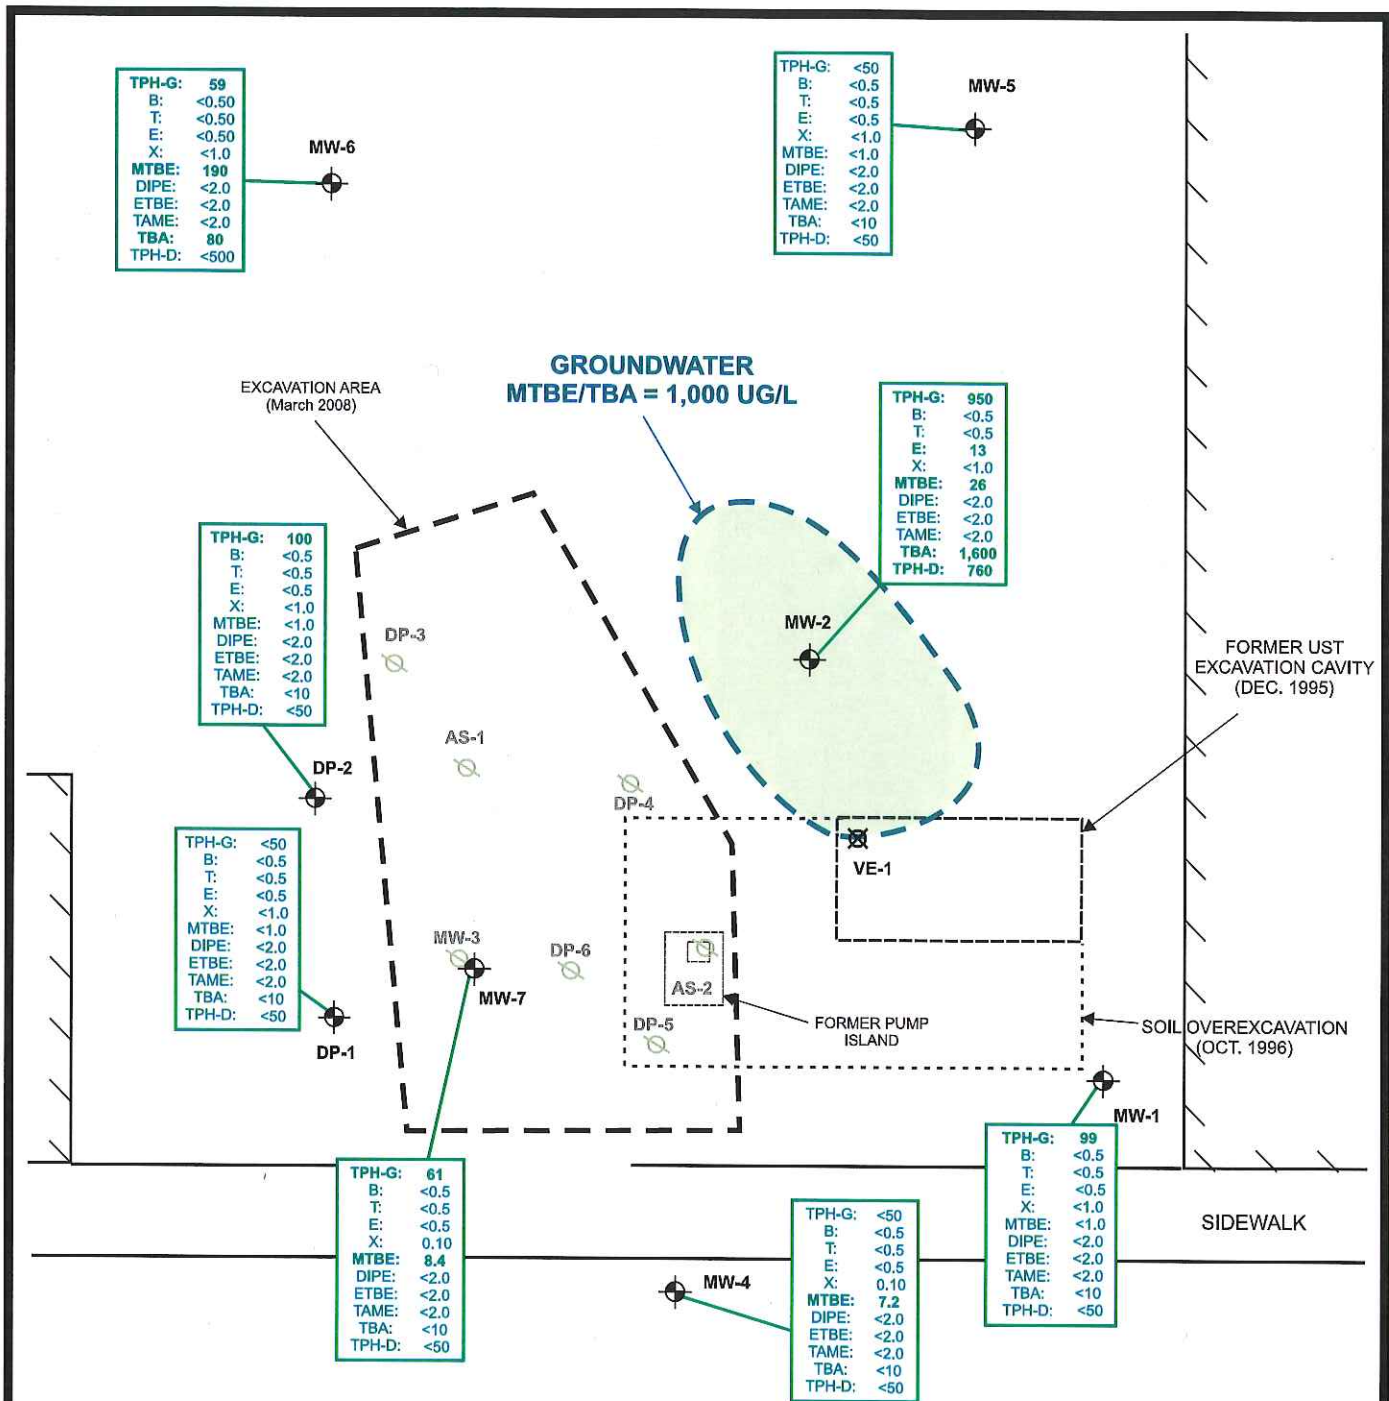 TPH-G: 59
B: <0.50
T: <0.50
E: <0.50
X: <1.0
MTBE: 190
DIPE: <2.0
ETBE: <2.0
TAME: <2.0
TBA: 80
TPH-D: <500
MW-6
TPH-G: <50
B: <0.5
T: <0.5
E: <0.5
X: <1.0
MTBE: <1.0
DIPE: <2.0
ETBE: <2.0
TAME: <2.0
TBA: <10
TPH-D: <50
MW-5
EXCAVATION AREA
(March 2008)
GROUNDWATER
MTBE/TBA = 1,000 UG/L
TPH-G: 950
B: <0.5
T: <0.5
E: 13
X: <1.0
MTBE: 26
DIPE: <2.0
ETBE: <2.0
TAME: <2.0
TBA: 1,600
TPH-D: 760
MW-2
TPH-G: 100
B: <0.5
T: <0.5
E: <0.5
X: <1.0
MTBE: <1.0
DIPE: <2.0
ETBE: <2.0
TAME: <2.0
TBA: <10
TPH-D: <50
DP-2
DP-3
AS-1
DP-4
FORMER UST
EXCAVATION CAVITY
(DEC. 1995)
VE-1
TPH-G: <50
B: <0.5
T: <0.5
E: <0.5
X: <1.0
MTBE: <1.0
DIPE: <2.0
ETBE: <2.0
TAME: <2.0
TBA: <10
TPH-D: <50
DP-1
MW-3
MW-7
DP-6
AS-2
DP-5
FORMER PUMP
ISLAND
SOIL OVEREXCAVATION
(OCT. 1996)
MW-1
TPH-G: 99
B: <0.5
T: <0.5
E: <0.5
X: <1.0
MTBE: <1.0
DIPE: <2.0
ETBE: <2.0
TAME: <2.0
TBA: <10
TPH-D: <50
SIDEWALK
TPH-G: 61
B: <0.5
T: <0.5
E: <0.5
X: 0.10
MTBE: 8.4
DIPE: <2.0
ETBE: <2.0
TAME: <2.0
TBA: <10
TPH-D: <50
MW-4
TPH-G: <50
B: <0.5
T: <0.5
E: <0.5
X: 0.10
MTBE: 7.2
DIPE: <2.0
ETBE: <2.0
TAME: <2.0
TBA: <10
TPH-D: <50